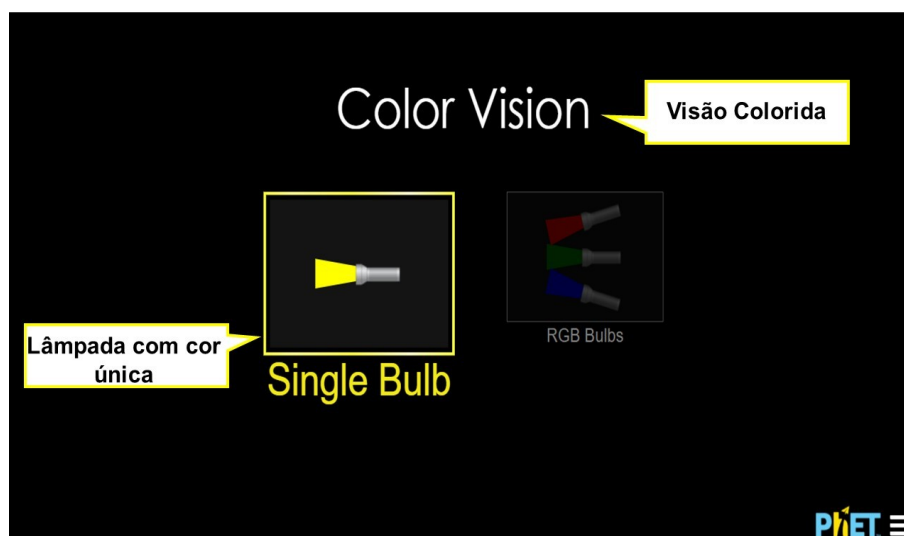 Color Vision
Visão Colorida
RGB Bulbs
Lâmpada com cor
única
Single Bulb
PhET